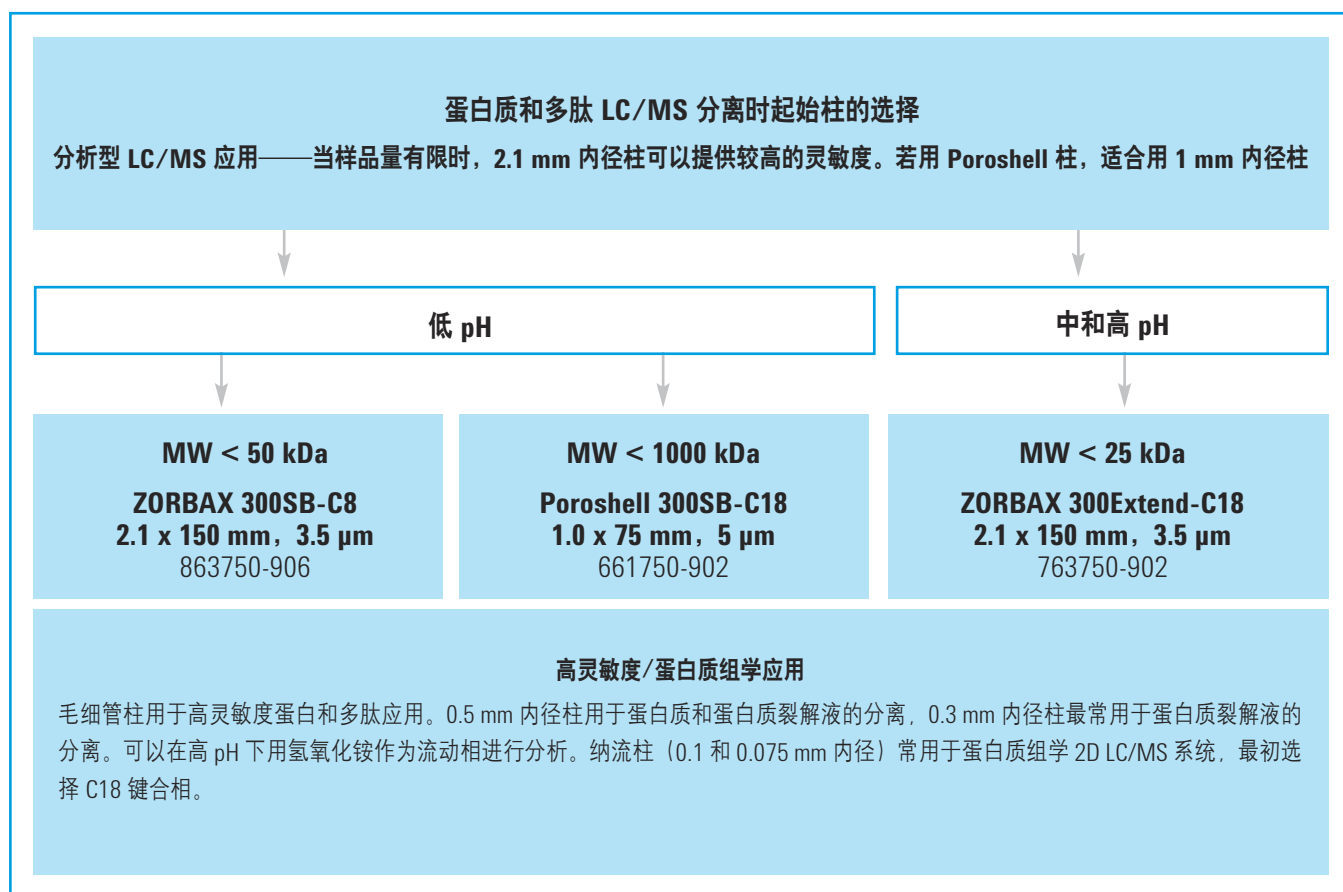 蛋白质和多肽 LC/MS 分离时起始柱的选择
分析型 LC/MS 应用——当样品量有限时，2.1 mm 内径柱可以提供较高的灵敏度。若用 Poroshell 柱，适合用 1 mm 内径柱
低 pH
中和高 pH
MW < 50 kDa
ZORBAX 300SB-C8
2.1 x 150 mm，3.5 µm
863750-906
MW < 1000 kDa
Poroshell 300SB-C18
1.0 x 75 mm，5 µm
661750-902
MW < 25 kDa
ZORBAX 300Extend-C18
2.1 x 150 mm，3.5 µm
763750-902
高灵敏度/蛋白质组学应用
毛细管柱用于高灵敏度蛋白和多肽应用。0.5 mm 内径柱用于蛋白质和蛋白质裂解液的分离，0.3 mm 内径柱最常用于蛋白质裂解液的
分离。可以在高 pH 下用氢氧化铵作为流动相进行分析。纳流柱（0.1 和 0.075 mm 内径）常用于蛋白质组学 2D LC/MS 系统，最初选
择 C18 键合相。